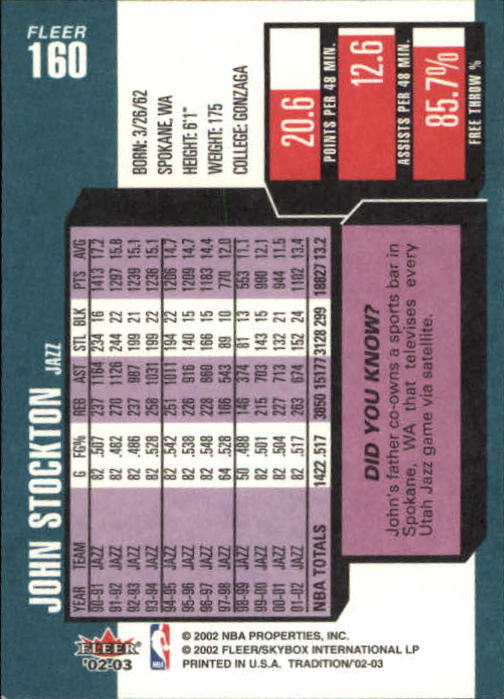 FLEER
160
JOHN STOCKTON JAZZ
BORN: 3/26/62
SPOKANE, WA
HEIGHT: 6'1"
WEIGHT: 175
COLLEGE: GONZAGA
20.6
POINTS PER 48 MIN.
12.6
ASSISTS PER 48 MIN.
85.7%
FREE THROW %
YEAR TEAM G FG% REB AST STL BLK PTS AVG
90-91 JAZZ 82 .507 237 1164 234 16 1413 17.2
91-92 JAZZ 82 .482 270 1126 244 22 1297 15.8
92-93 JAZZ 82 .486 237 987 199 21 1239 15.1
93-94 JAZZ 82 .528 258 1031 199 22 1236 15.1
94-95 JAZZ 82 .542 251 1011 194 22 1206 14.7
95-96 JAZZ 82 .538 226 916 140 15 1209 14.7
96-97 JAZZ 82 .548 228 860 166 15 1183 14.4
97-98 JAZZ 64 .528 166 543 89 10 770 12.0
98-99 JAZZ 50 .488 146 374 81 13 553 11.1
99-00 JAZZ 82 .501 215 703 143 15 990 12.1
00-01 JAZZ 82 .504 227 713 132 21 944 11.5
01-02 JAZZ 82 .517 263 674 152 24 1102 13.4
NBA TOTALS 1422 .517 3850 15177 3128 299 18827 13.2
DID YOU KNOW?
John's father co-owns a sports bar in
Spokane, WA that televises every
Utah Jazz game via satellite.
FLEER
'02-03
NBA
© 2002 NBA PROPERTIES, INC.
© 2002 FLEER/SKYBOX INTERNATIONAL LP
PRINTED IN U.S.A. TRADITION/'02-03